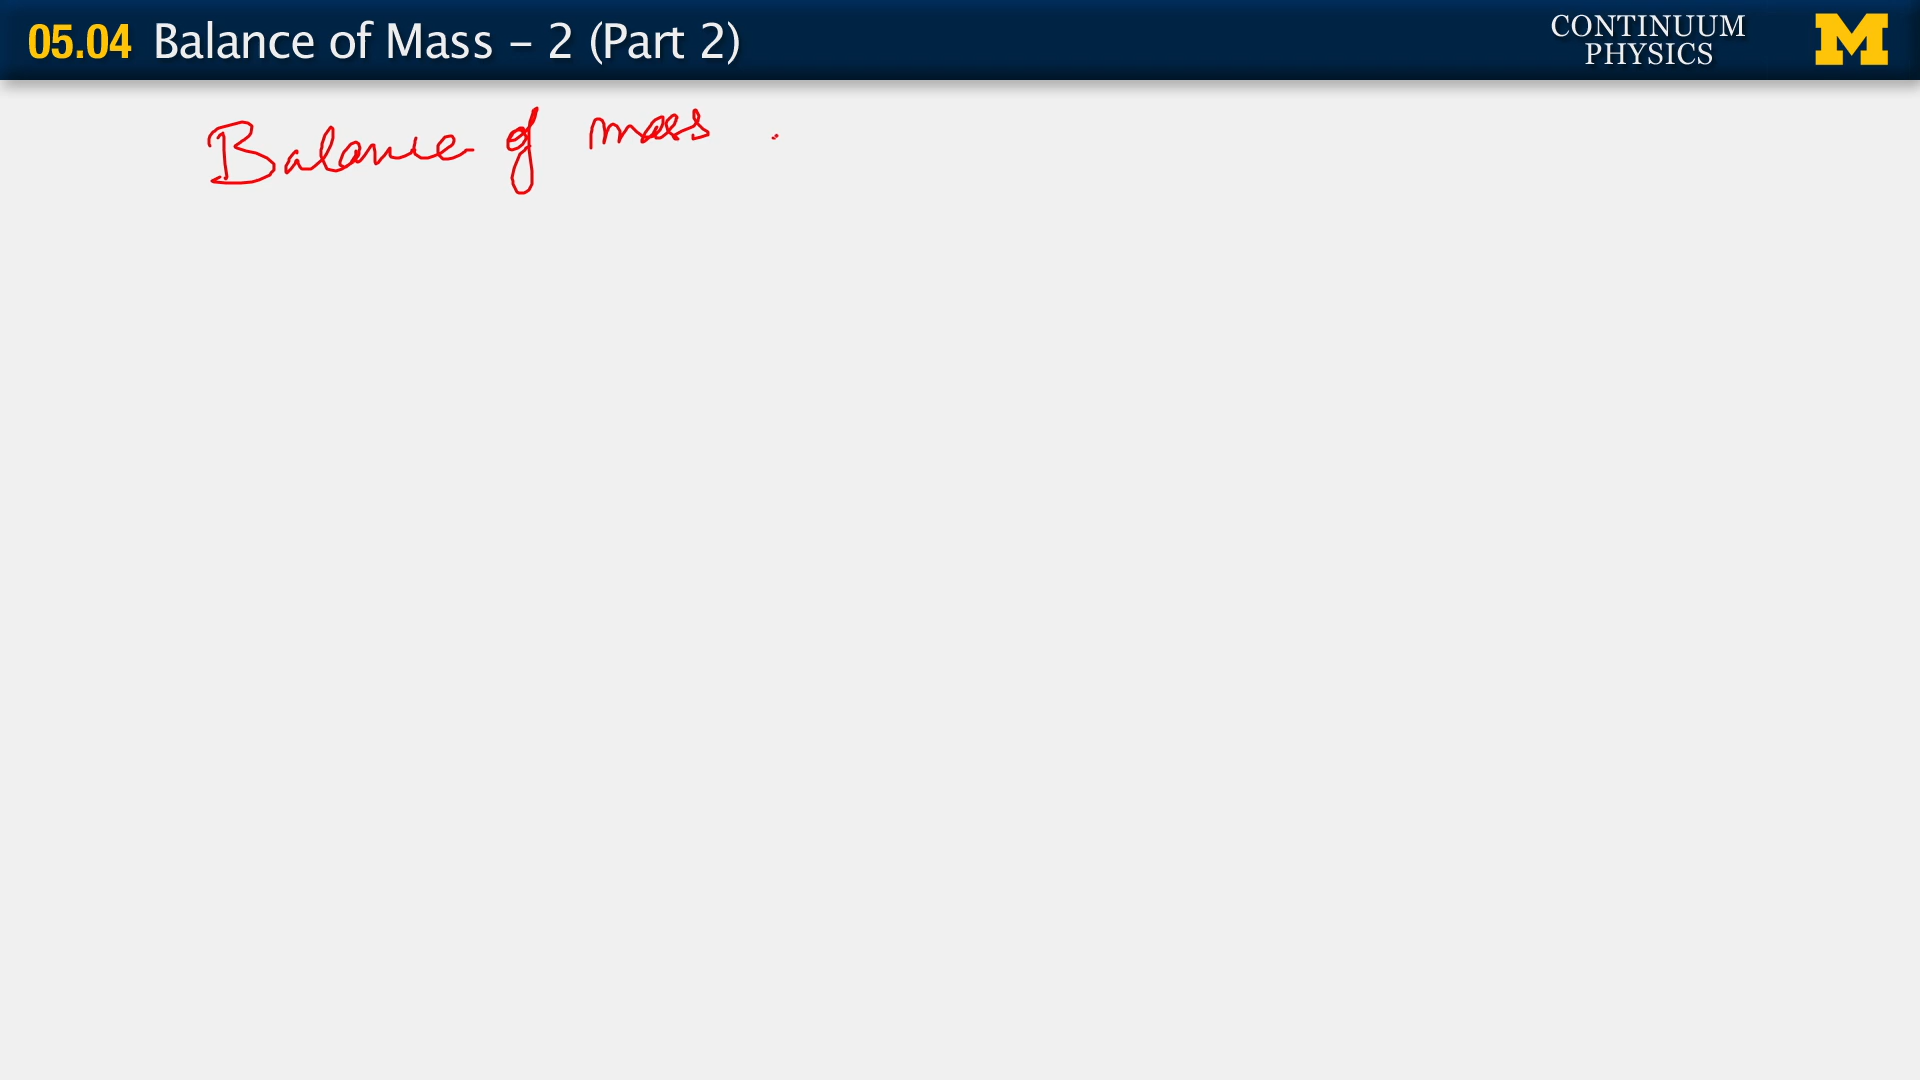 05.04 Balance of Mass – 2 (Part 2)
CONTINUUM
PHYSICS
M
Balance of mass .